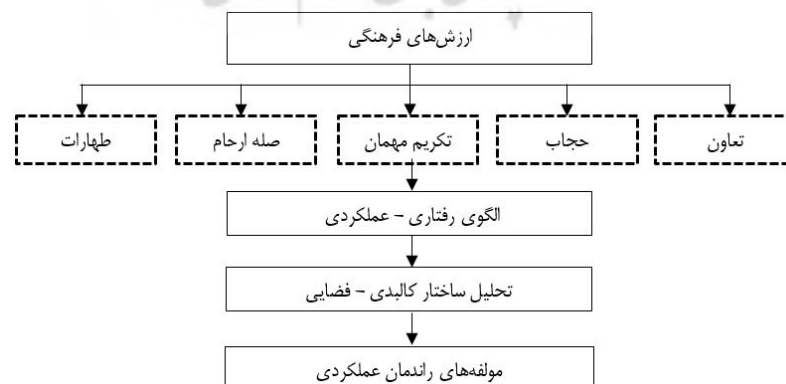 ارزش‌های فرهنگی
تعاون
حجاب
تکریم مهمان
صله ارحام
طهارات
الگوی رفتاری – عملکردی
تحلیل ساختار کالبدی – فضایی
مولفه‌های راندمان عملکردی